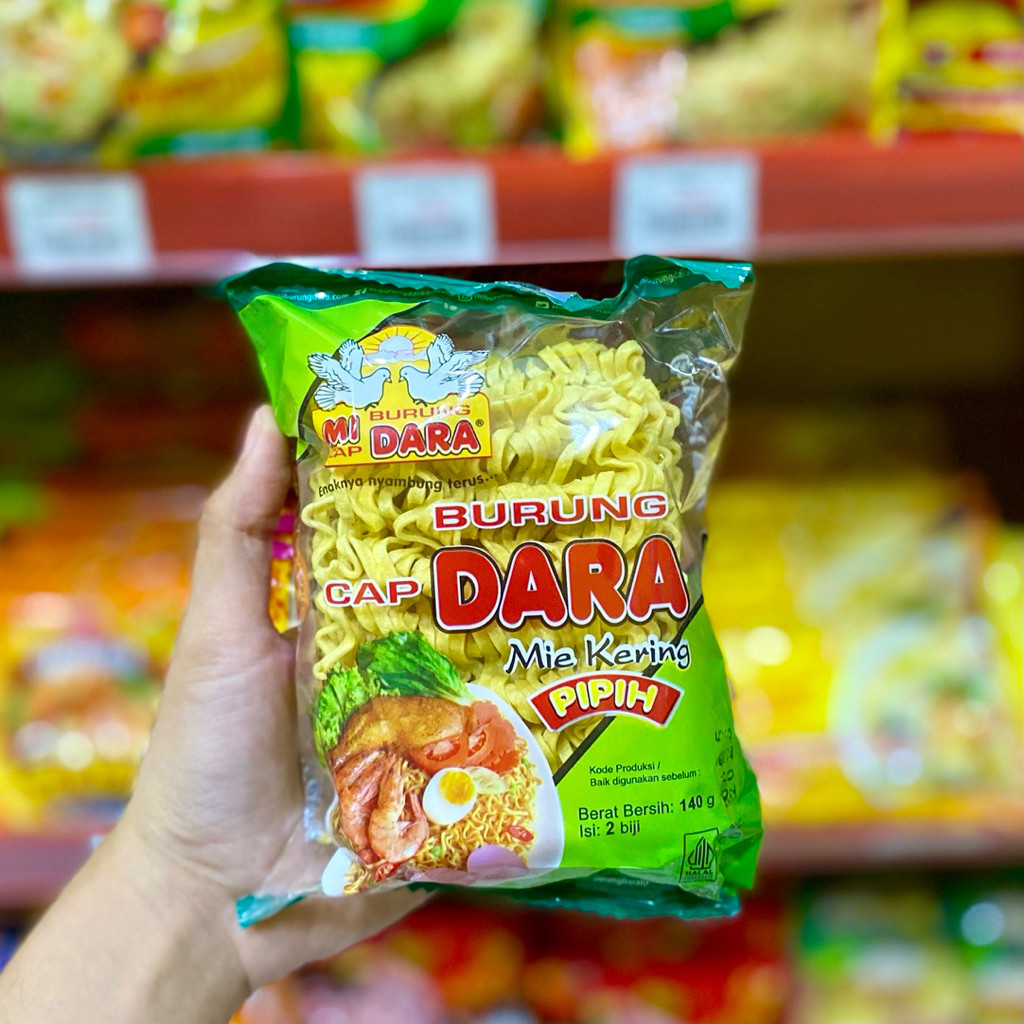 BURUNG
MI CAP DARA®
Enaknya nyambung terus...
BURUNG
CAP DARA
Mie Kering
PIPIH
Kode Produksi /
Baik digunakan sebelum :
Berat Bersih: 140 g
Isi: 2 biji
HALAL